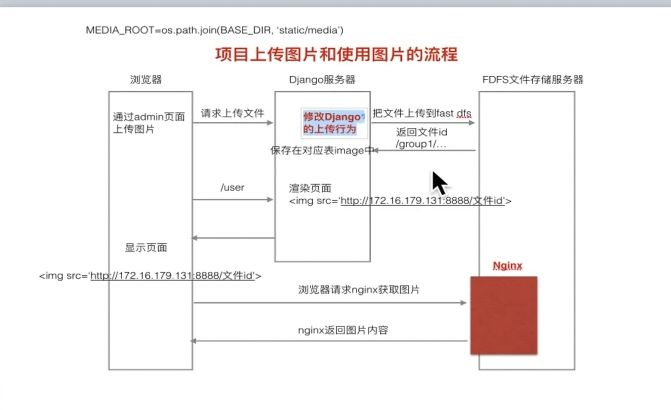 MEDIA_ROOT=os.path.join(BASE_DIR, 'static/media')
项目上传图片和使用图片的流程
浏览器
Django服务器
FDFS文件存储服务器
通过admin页面
上传图片
请求上传文件
修改Django
的上传行为
把文件上传到fast dfs
返回文件id
/group1/...
保存在对应表image中
/user
渲染页面
<img src='http://172.16.179.131:8888/文件id'>
显示页面
<img src='http://172.16.179.131:8888/文件id'>
Nginx
浏览器请求nginx获取图片
nginx返回图片内容